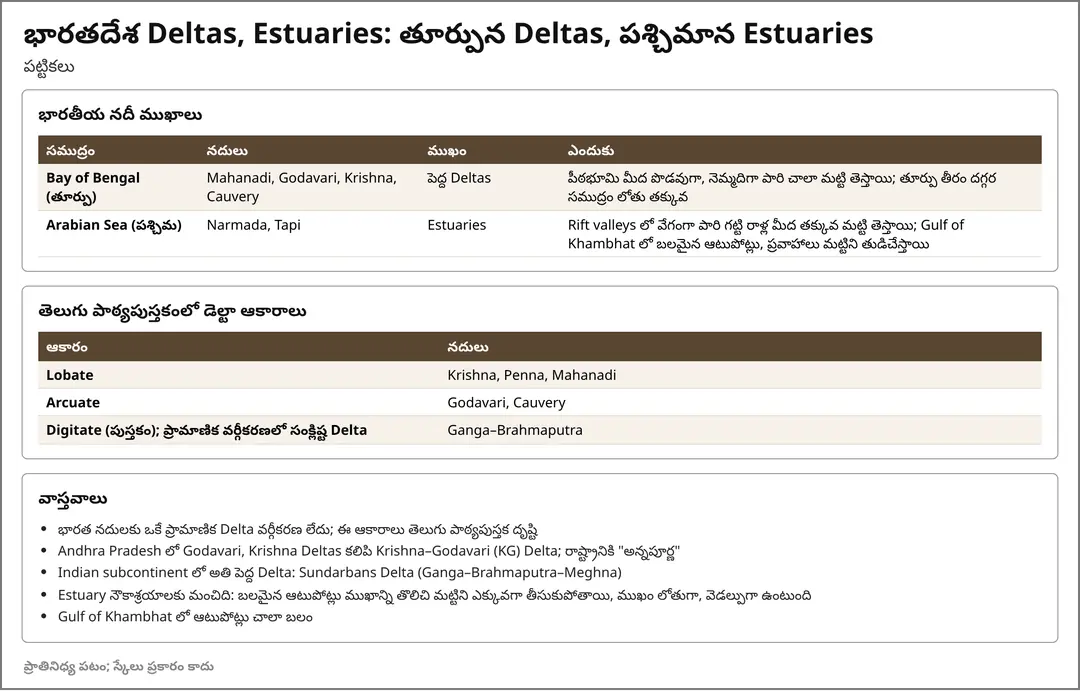 భారతదేశ Deltas, Estuaries: తూర్పున Deltas, పశ్చిమాన Estuaries
పట్టికలు
భారతీయ నదీ ముఖాలు
సముద్రం నదులు ముఖం ఎందుకు
Bay of Bengal (తూర్పు) Mahanadi, Godavari, Krishna, Cauvery పెద్ద Deltas పీఠభూమి మీద పొడవుగా, నెమ్మదిగా పారి చాలా మట్టి తెస్తాయి; తూర్పు తీరం దగ్గర సముద్రం లోతు తక్కువ
Arabian Sea (పశ్చిమ) Narmada, Tapi Estuaries Rift valleys లో వేగంగా పారి గట్టి రాళ్ల మీద తక్కువ మట్టి తెస్తాయి; Gulf of Khambhat లో బలమైన ఆటుపోట్లు, ప్రవాహాలు మట్టిని తుడిచేస్తాయి
తెలుగు పాఠ్యపుస్తకంలో డెల్టా ఆకారాలు
ఆకారం నదులు
Lobate Krishna, Penna, Mahanadi
Arcuate Godavari, Cauvery
Digitate (పుస్తకం); ప్రామాణిక వర్గీకరణలో సంక్లిష్ట Delta Ganga–Brahmaputra
వాస్తవాలు
• భారత నదులకు ఒకే ప్రామాణిక Delta వర్గీకరణ లేదు; ఈ ఆకారాలు తెలుగు పాఠ్యపుస్తక దృష్టి
• Andhra Pradesh లో Godavari, Krishna Deltas కలిపి Krishna–Godavari (KG) Delta; రాష్ట్రానికి "అన్నపూర్ణ"
• Indian subcontinent లో అతి పెద్ద Delta: Sundarbans Delta (Ganga–Brahmaputra–Meghna)
• Estuary నౌకాశ్రయాలకు మంచిది: బలమైన ఆటుపోట్లు ముఖాన్ని తొలిచి మట్టిని ఎక్కువగా తీసుకుపోతాయి, ముఖం లోతుగా, వెడల్పుగా ఉంటుంది
• Gulf of Khambhat లో ఆటుపోట్లు చాలా బలం
ప్రాతినిధ్య పటం; స్కేలు ప్రకారం కాదు